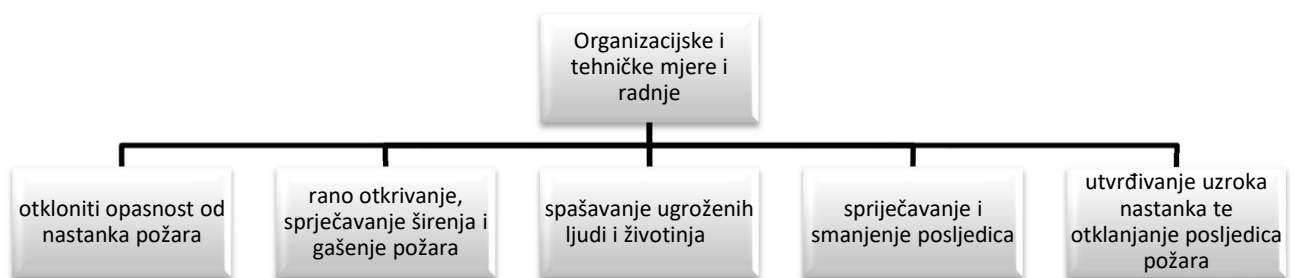 Organizacijske i
tehničke mjere i
radnje
otkloniti opasnost od
nastanka požara
rano otkrivanje,
sprječavanje širenja i
gašenje požara
spašavanje ugroženih
ljudi i životinja
spriječavanje i
smanjenje posljedica
utvrđivanje uzroka
nastanka te
otklanjanje posljedica
požara